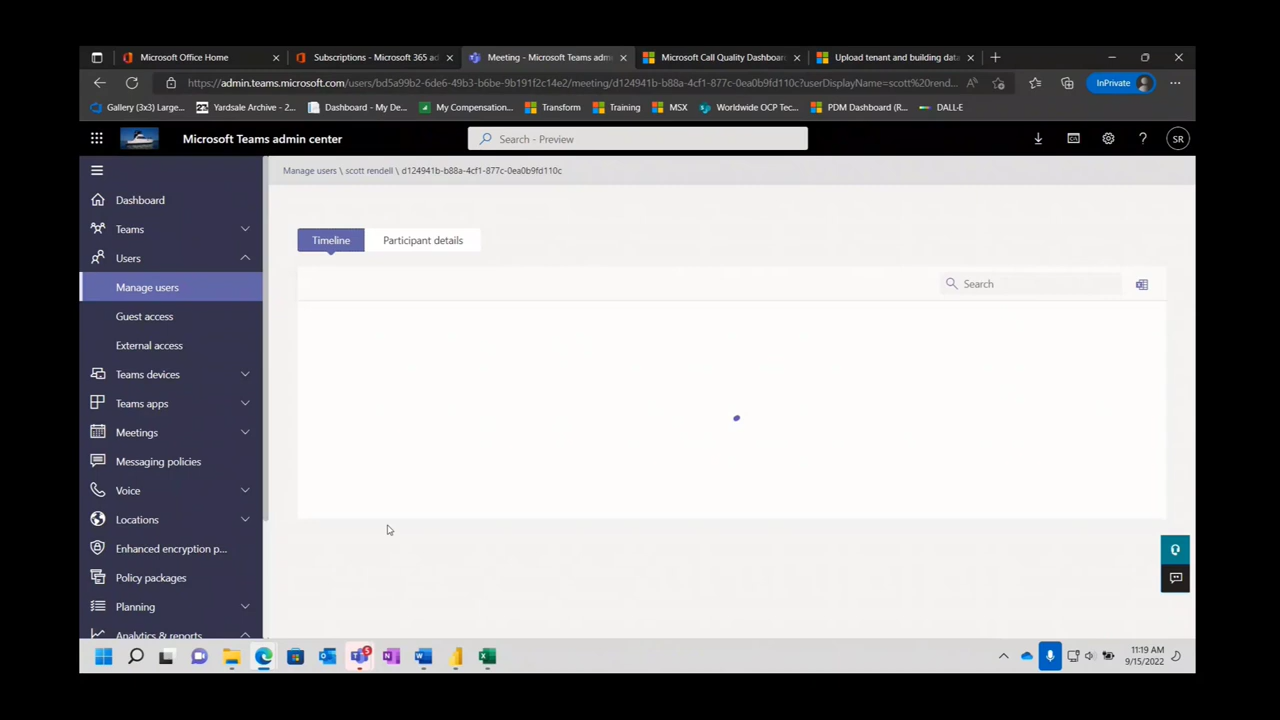 Microsoft Office Home
Subscriptions - Microsoft 365 ad
Meeting - Microsoft Teams adm
Microsoft Call Quality Dashboard
Upload tenant and building data
https://admin.teams.microsoft.com/users/bd5a99b2-6de6-49b3-b6be-9b191f2c14e2/meeting/d124941b-b88a-4cf1-877c-0ea0b9fd110c?userDisplayName=scott%20rend...
InPrivate
Gallery (3x3) Large...
Yardsale Archive - 2...
Dashboard - My De...
My Compensation...
Transform
Training
MSX
Worldwide OCP Tec...
PDM Dashboard (R...
DALL-E
Microsoft Teams admin center
Search - Preview
SR
Manage users \ scott rendell \ d124941b-b88a-4cf1-877c-0ea0b9fd110c
Dashboard
Teams
Users
Manage users
Guest access
External access
Teams devices
Teams apps
Meetings
Messaging policies
Voice
Locations
Enhanced encryption p...
Policy packages
Planning
Analytics & reports
Timeline
Participant details
Search
5
11:19 AM
9/15/2022